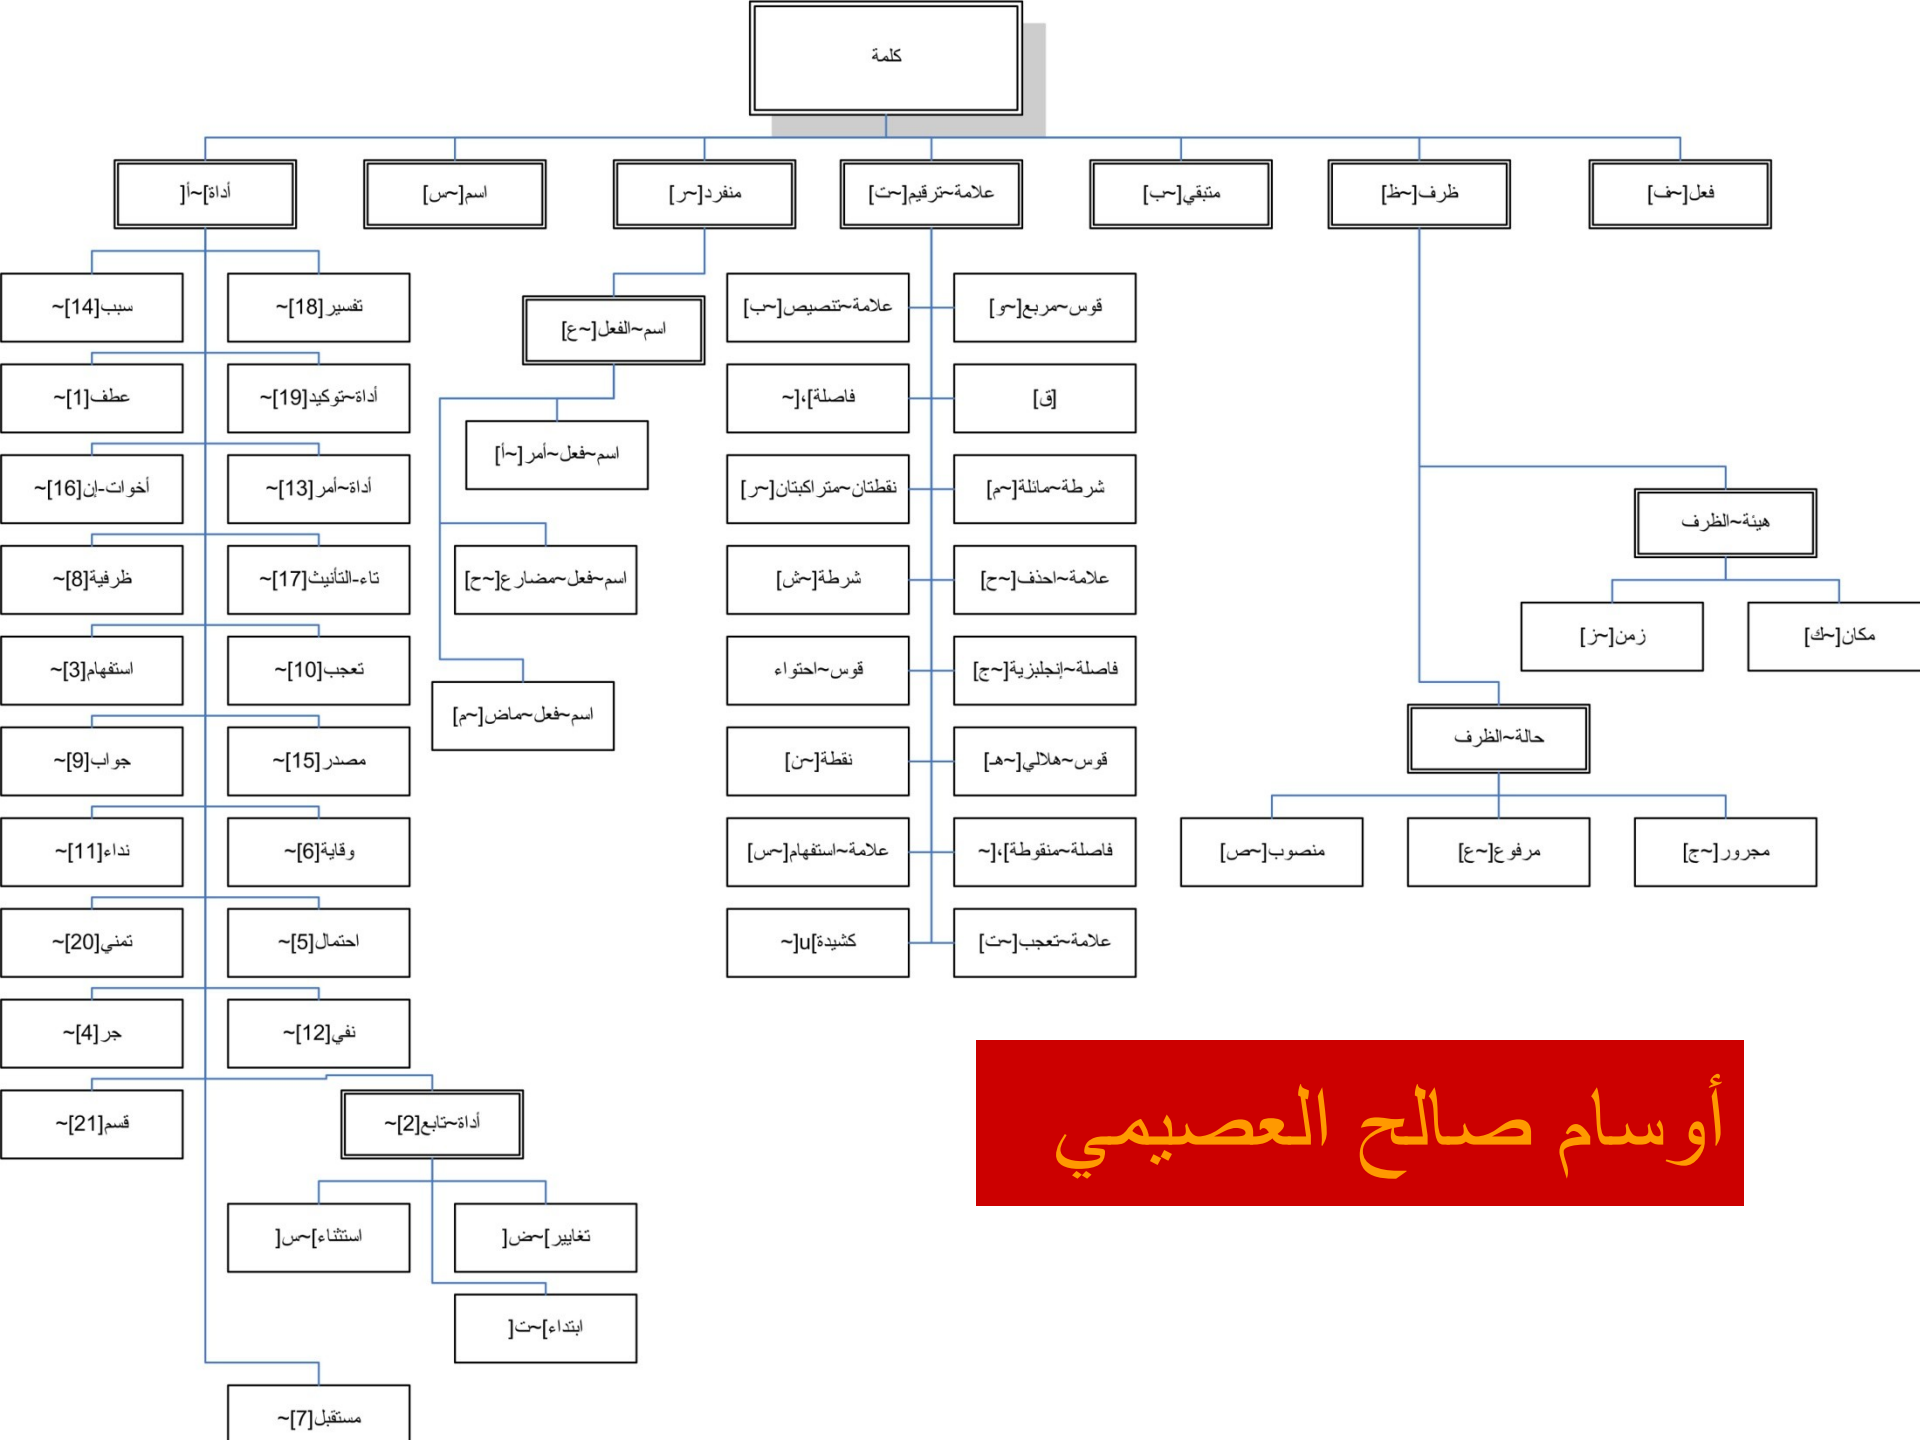 كلمة
فعل[~ف]
ظرف[~ظ]
متبقي[~ب]
علامة~ترقيم[~ت]
منفرد[~ر]
اسم[~س]
أداة]~أ[
قوس~مربع[~و]
علامة~تنصيص[~ب]
تفسير[18]~
سبب[14]~
اسم~الفعل[~ع]
[ق]
فاصلة]،[~
أداة~توكيد[19]~
عطف[1]~
اسم~فعل~أمر[~أ]
شرطة~مائلة[~م]
نقطتان~متراكبتان[~ر]
أداة~أمر[13]~
أخوات-إن[16]~
هيئة~الظرف
علامة~احذف[~ح]
شرطة[~ش]
اسم~فعل~مضارع[~ح]
تاء-التأنيث[17]~
ظرفية[8]~
مكان[~ك]
زمن[~ز]
فاصلة~إنجلبزية[~ج]
قوس~احتواء
تعجب[10]~
استفهام[3]~
اسم~فعل~ماض[~م]
حالة~الظرف
قوس~هلالي[~هـ]
نقطة[~ن]
مصدر[15]~
جواب[9]~
مجرور[~ج]
مرفوع[~ع]
منصوب[~ص]
فاصلة~منقوطة]،[~
علامة~استفهام[~س]
وقاية[6]~
نداء[11]~
علامة~تعجب[~ت]
كشيدة]u[~
احتمال[5]~
تمني[20]~
نفي[12]~
جر[4]~
أداة~تابع[2]~
قسم[21]~
أوسام صالح العصيمي
تغايير]~ض[
استثناء]~س[
ابتداء]~ت[
مستقبل[7]~